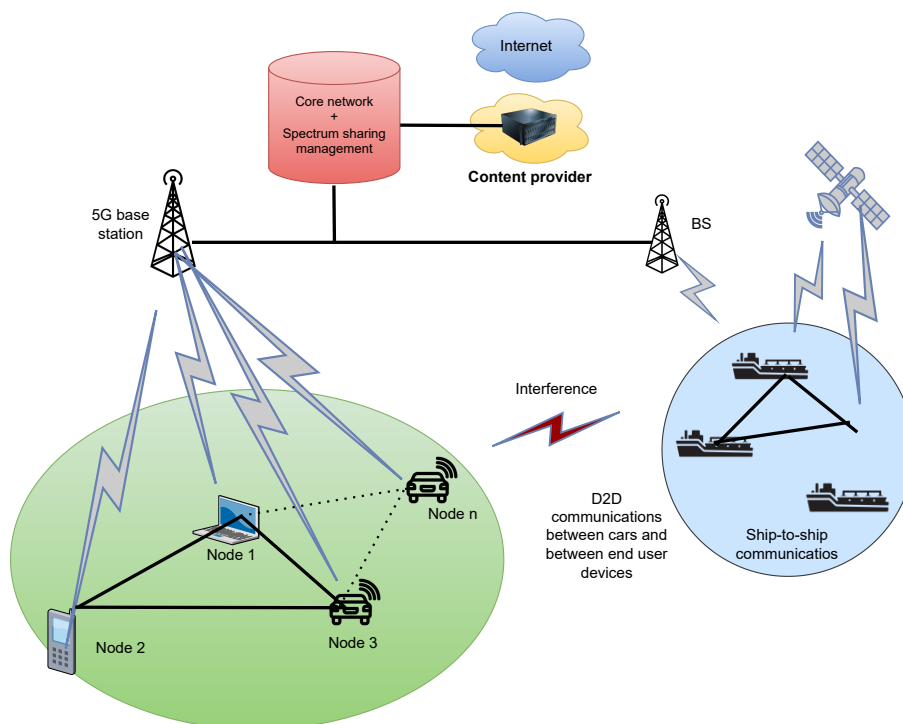 Internet
Core network
+
Spectrum sharing
management
Content provider
5G base
station
BS
Interference
Node n
D2D
communications
between cars and
between end user
devices
Ship-to-ship
communicatios
Node 1
Node 2
Node 3